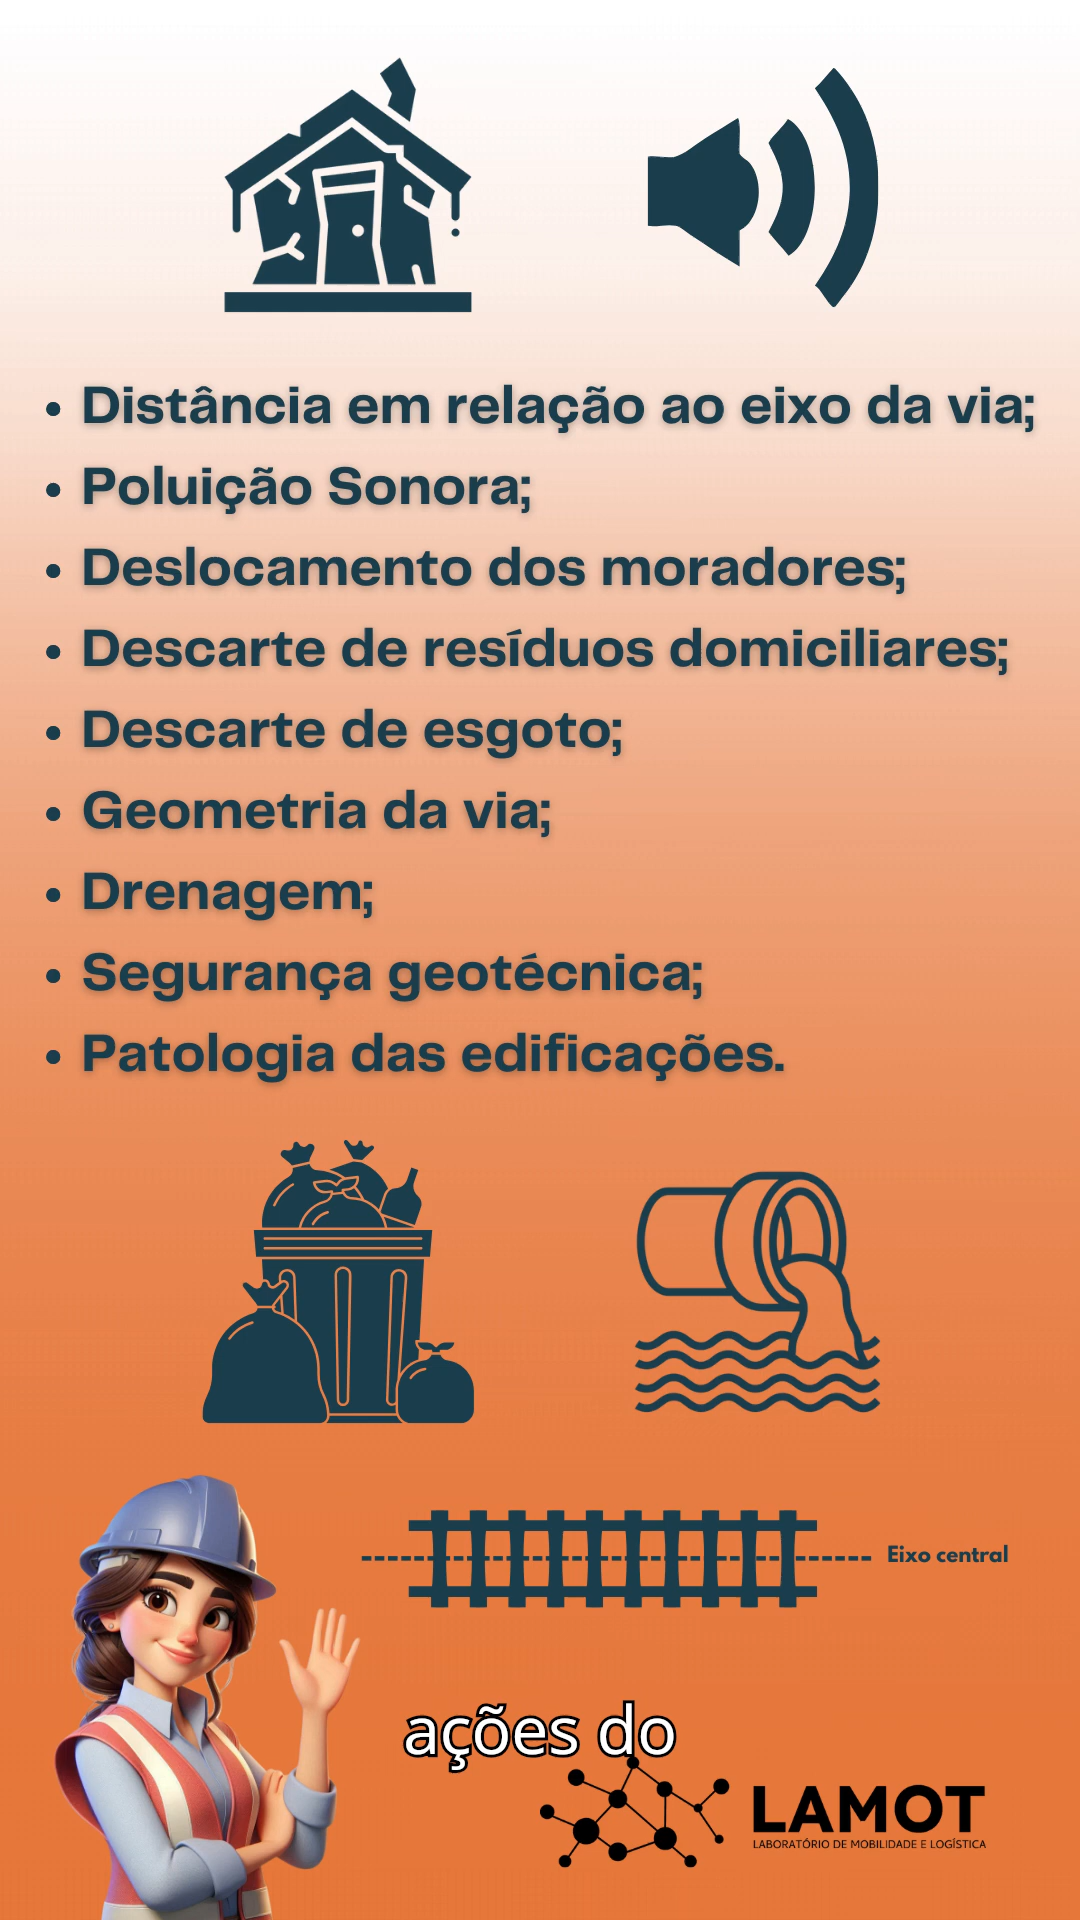 • Distância em relação ao eixo da via;
• Poluição Sonora;
• Deslocamento dos moradores;
• Descarte de resíduos domiciliares;
• Descarte de esgoto;
• Geometria da via;
• Drenagem;
• Segurança geotécnica;
• Patologia das edificações.
Eixo central
ações do
LAMOT
LABORATÓRIO DE MOBILIDADE E LOGÍSTICA